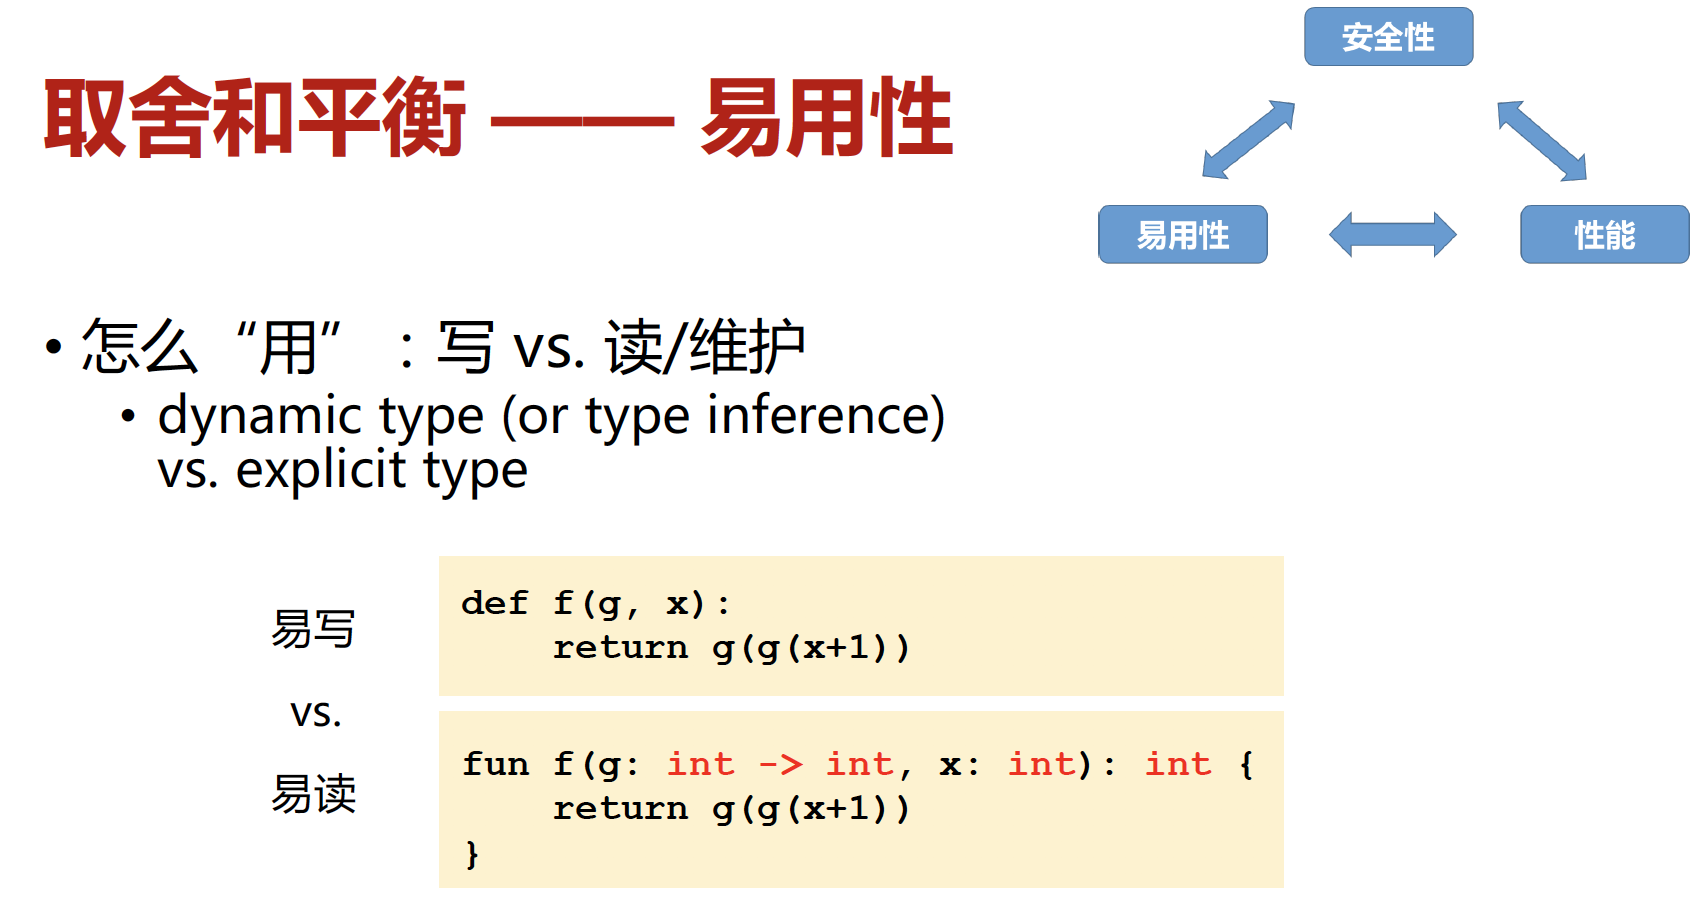 安全性
取舍和平衡 —— 易用性
易用性
性能
• 怎么“用” ：写 vs. 读/维护
• dynamic type (or type inference)
vs. explicit type
易写
vs.
易读
def f(g, x):
    return g(g(x+1))
fun f(g: int -> int, x: int): int {
    return g(g(x+1))
}